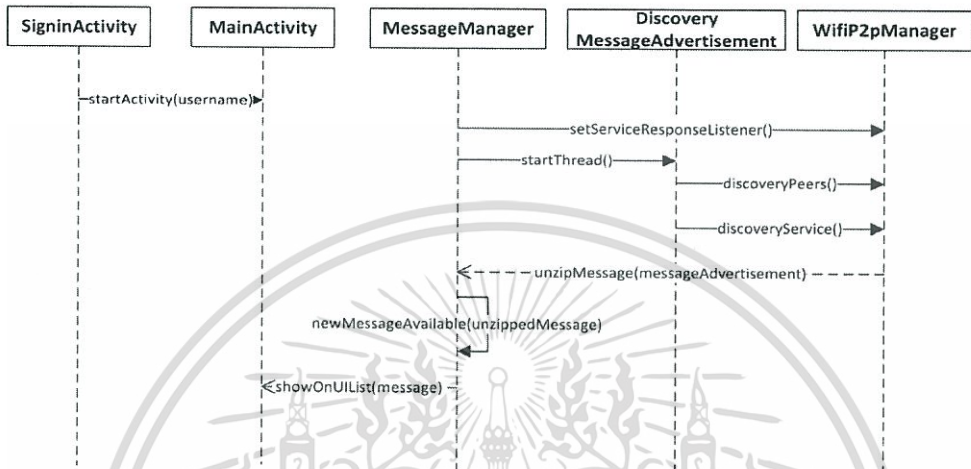 SigninActivity
MainActivity
MessageManager
Discovery
MessageAdvertisement
WifiP2pManager
startActivity(username)
setServiceResponseListener()
startThread()
discoveryPeers()
discoveryService()
unzipMessage(messageAdvertisement)
newMessageAvailable(unzippedMessage)
showOnUIList(message)